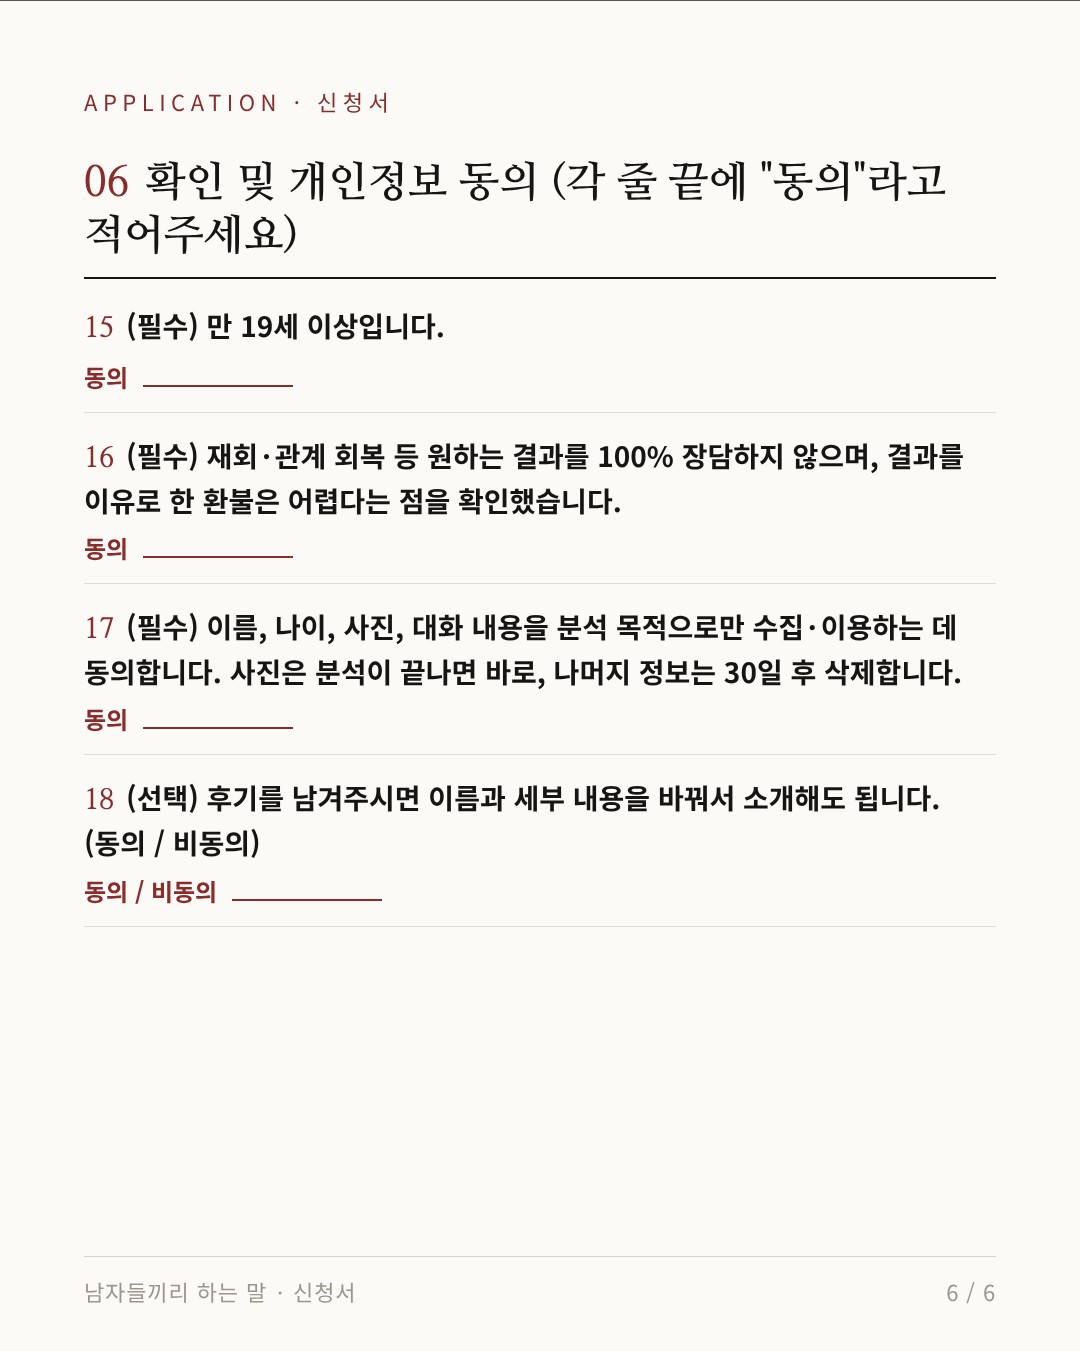 APPLICATION · 신청서
06 확인 및 개인정보 동의 (각 줄 끝에 "동의"라고
적어주세요)
15 (필수) 만 19세 이상입니다.
동의
16 (필수) 재회·관계 회복 등 원하는 결과를 100% 장담하지 않으며, 결과를
이유로 한 환불은 어렵다는 점을 확인했습니다.
동의
17 (필수) 이름, 나이, 사진, 대화 내용을 분석 목적으로만 수집·이용하는 데
동의합니다. 사진은 분석이 끝나면 바로, 나머지 정보는 30일 후 삭제합니다.
동의
18 (선택) 후기를 남겨주시면 이름과 세부 내용을 바꿔서 소개해도 됩니다.
(동의 / 비동의)
동의 / 비동의
남자들끼리 하는 말 · 신청서
6 / 6